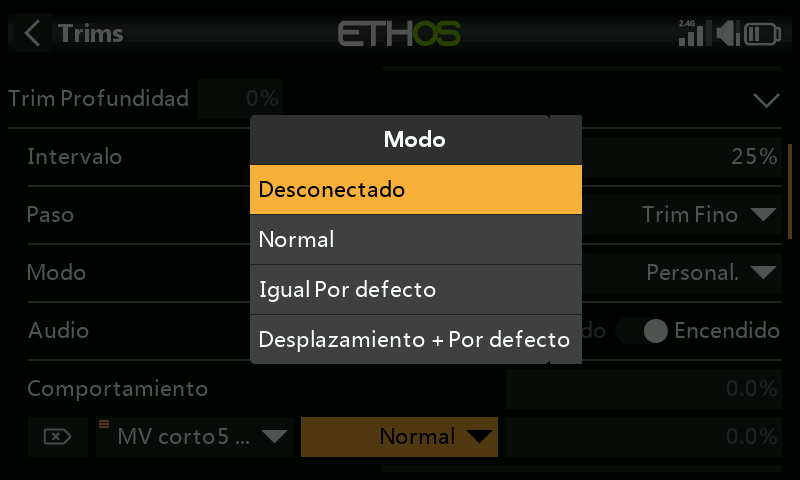 Trims
ETHOS
2.4G
Trim Profundidad 0%
Modo
Intervalo 25%
Desconectado
Paso Trim Fino
Normal
Modo Personal.
Igual Por defecto
Audio do Encendido
Desplazamiento + Por defecto
Comportamiento 0.0%
MV corto5 ... Normal 0.0%